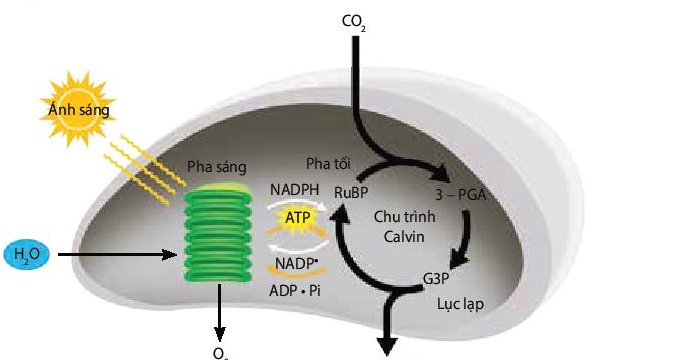 CO₂
Ánh sáng
Pha sáng
Pha tối
NADPH
RuBP
3 – PGA
ATP
Chu trình
Calvin
H₂O
NADP•
G3P
ADP • Pi
Lục lạp
O₂